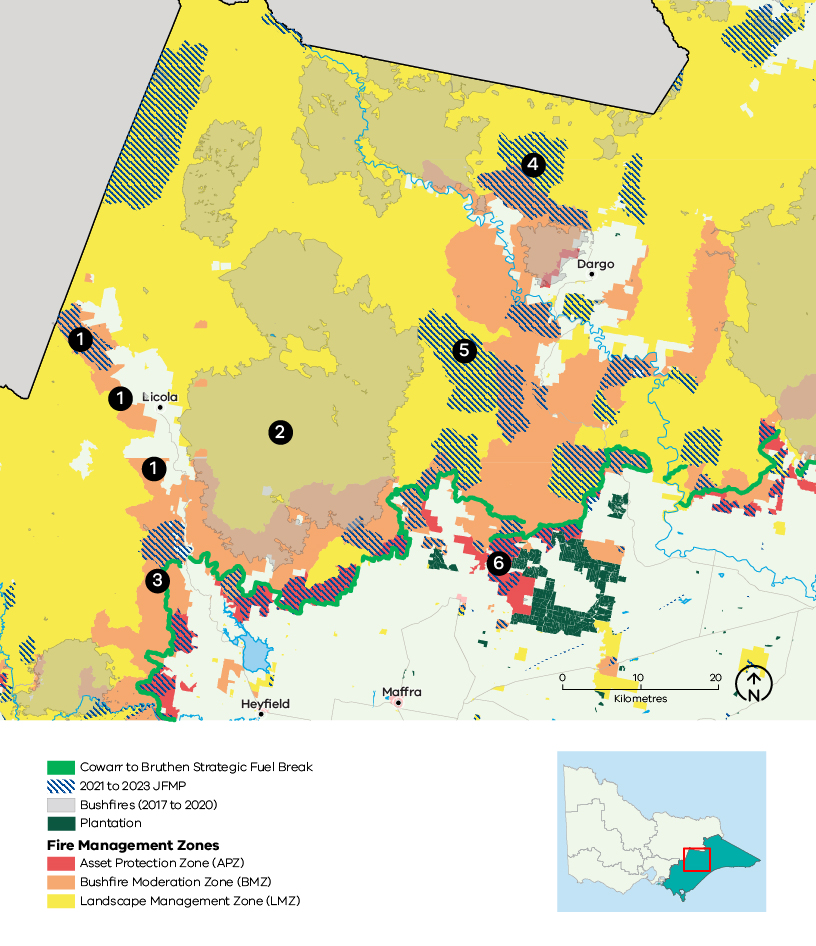 4
Dargo
1
5
1
Licola
2
1
6
3
0 10 20
Kilometres
N
Maffra
Heyfield
Cowarr to Bruthen Strategic Fuel Break
2021 to 2023 JFMP
Bushfires (2017 to 2020)
Plantation
Fire Management Zones
Asset Protection Zone (APZ)
Bushfire Moderation Zone (BMZ)
Landscape Management Zone (LMZ)